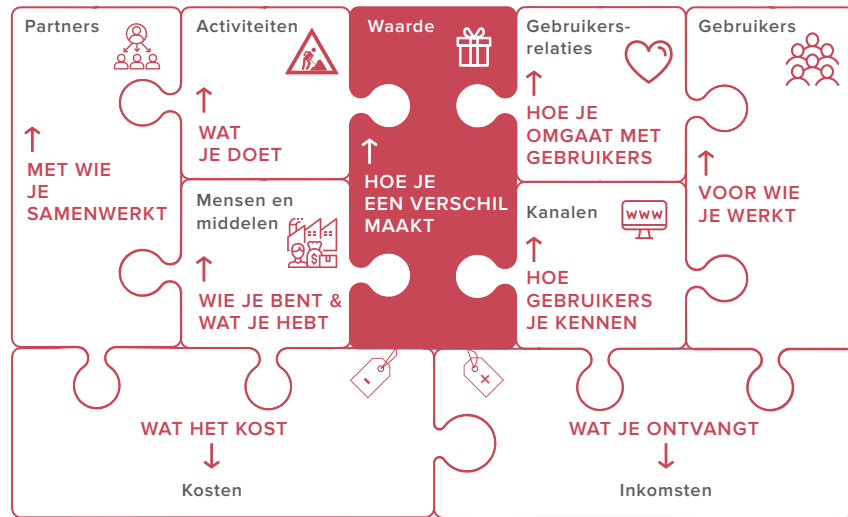 Partners
MET WIE
JE
SAMENWERKT
Activiteiten
WAT
JE DOET
Mensen en
middelen
WIE JE BENT &
WAT JE HEBT
Waarde
HOE JE
EEN VERSCHIL
MAAKT
Gebruikers-
relaties
HOE JE
OMGAAT MET
GEBRUIKERS
Kanalen
WWW
HOE
GEBRUIKERS
JE KENNEN
Gebruikers
VOOR WIE
JE WERKT
$
-
+
WAT HET KOST
Kosten
WAT JE ONTVANGT
Inkomsten